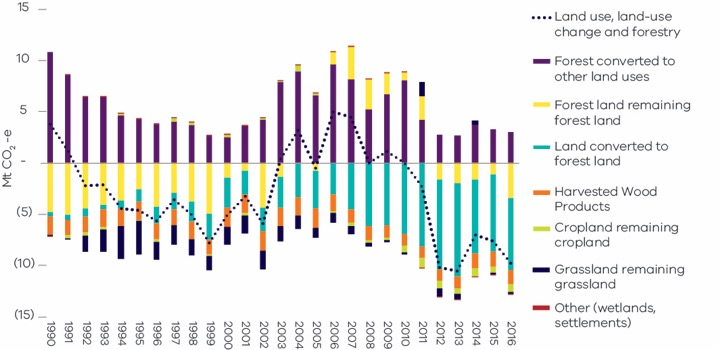 15
10
5
-
(5)
(10)
(15)
Mt CO2 -e
1990
1991
1992
1993
1994
1995
1996
1997
1998
1999
2000
2001
2002
2003
2004
2005
2006
2007
2008
2009
2010
2011
2012
2013
2014
2015
2016
Land use, land-use
change and forestry
Forest converted to
other land uses
Forest land remaining
forest land
Land converted to
forest land
Harvested Wood
Products
Cropland remaining
cropland
Grassland remaining
grassland
Other (wetlands,
settlements)